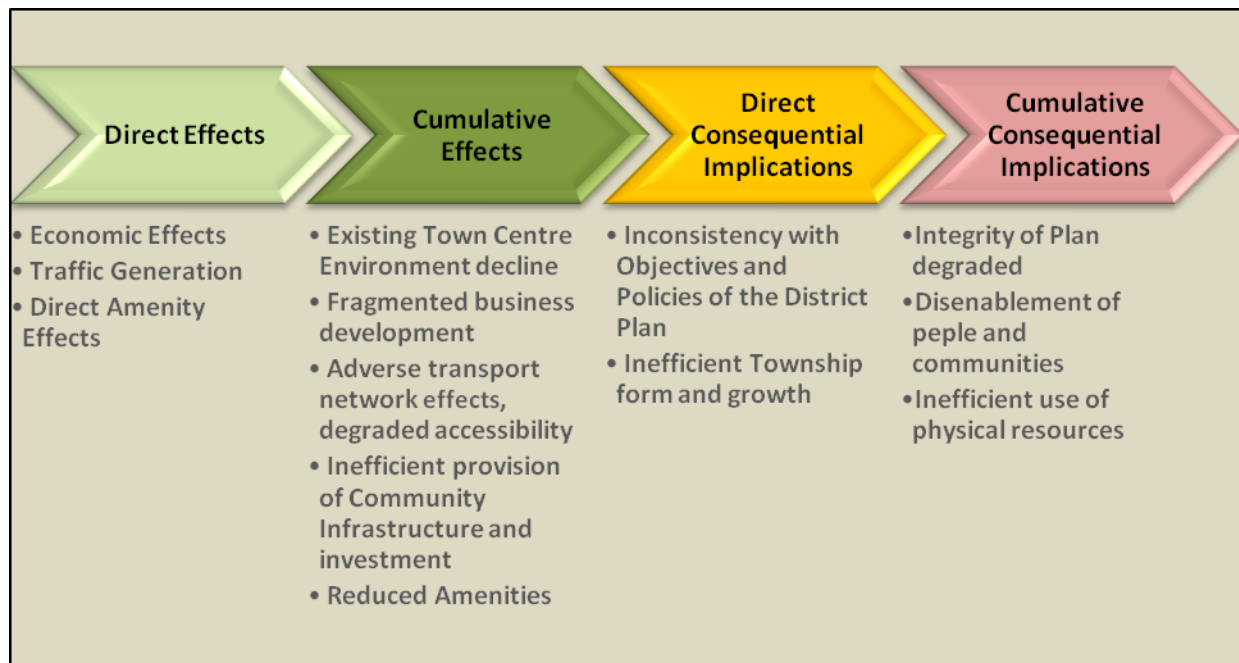 Direct Effects
• Economic Effects
• Traffic Generation
• Direct Amenity
Effects
Cumulative
Effects
• Existing Town Centre
Environment decline
• Fragmented business
development
• Adverse transport
network effects,
degraded accessibility
• Inefficient provision
of Community
Infrastructure and
investment
• Reduced Amenities
Direct
Consequential
Implications
• Inconsistency with
Objectives and
Policies of the District
Plan
• Inefficient Township
form and growth
Cumulative
Consequential
Implications
•Integrity of Plan
degraded
•Disenablement of
peple and
communities
•Inefficient use of
physical resources